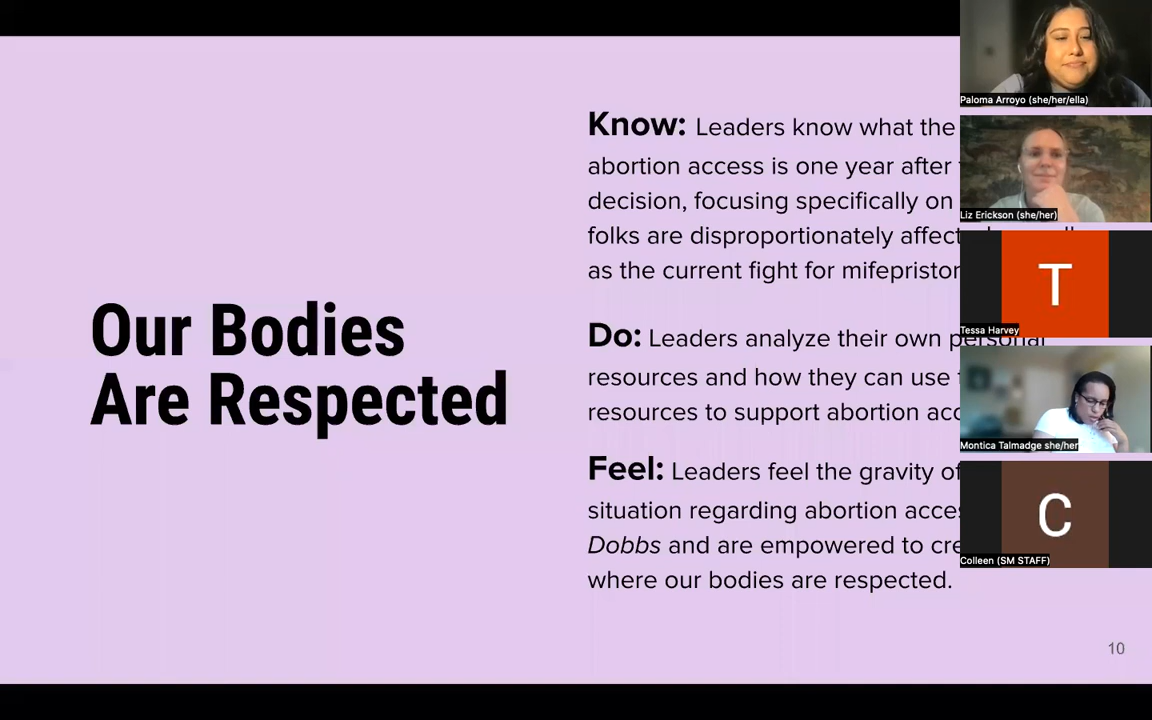 Our Bodies
Are Respected
Know: Leaders know what the
abortion access is one year after
decision, focusing specifically on
folks are disproportionately affect
as the current fight for mifepriston
Do: Leaders analyze their own personal
resources and how they can use
resources to support abortion acc
Feel: Leaders feel the gravity of
situation regarding abortion acce
Dobbs and are empowered to cre
where our bodies are respected.
10
Paloma Arroyo (she/her/ella)
Liz Erickson (she/her)
T
Tessa Harvey
Montica Talmadge she/her
C
Colleen (SM STAFF)